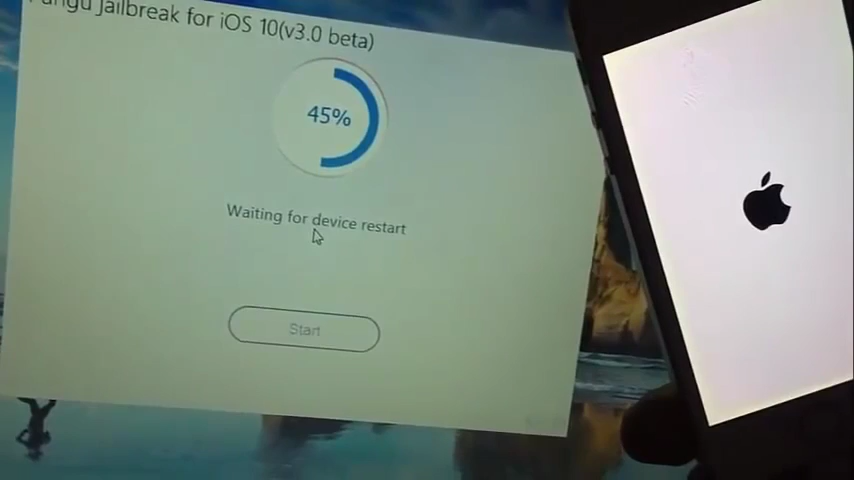 Jailbreak for iOS 10(v3.0 beta)
45%
Waiting for device restart
Start